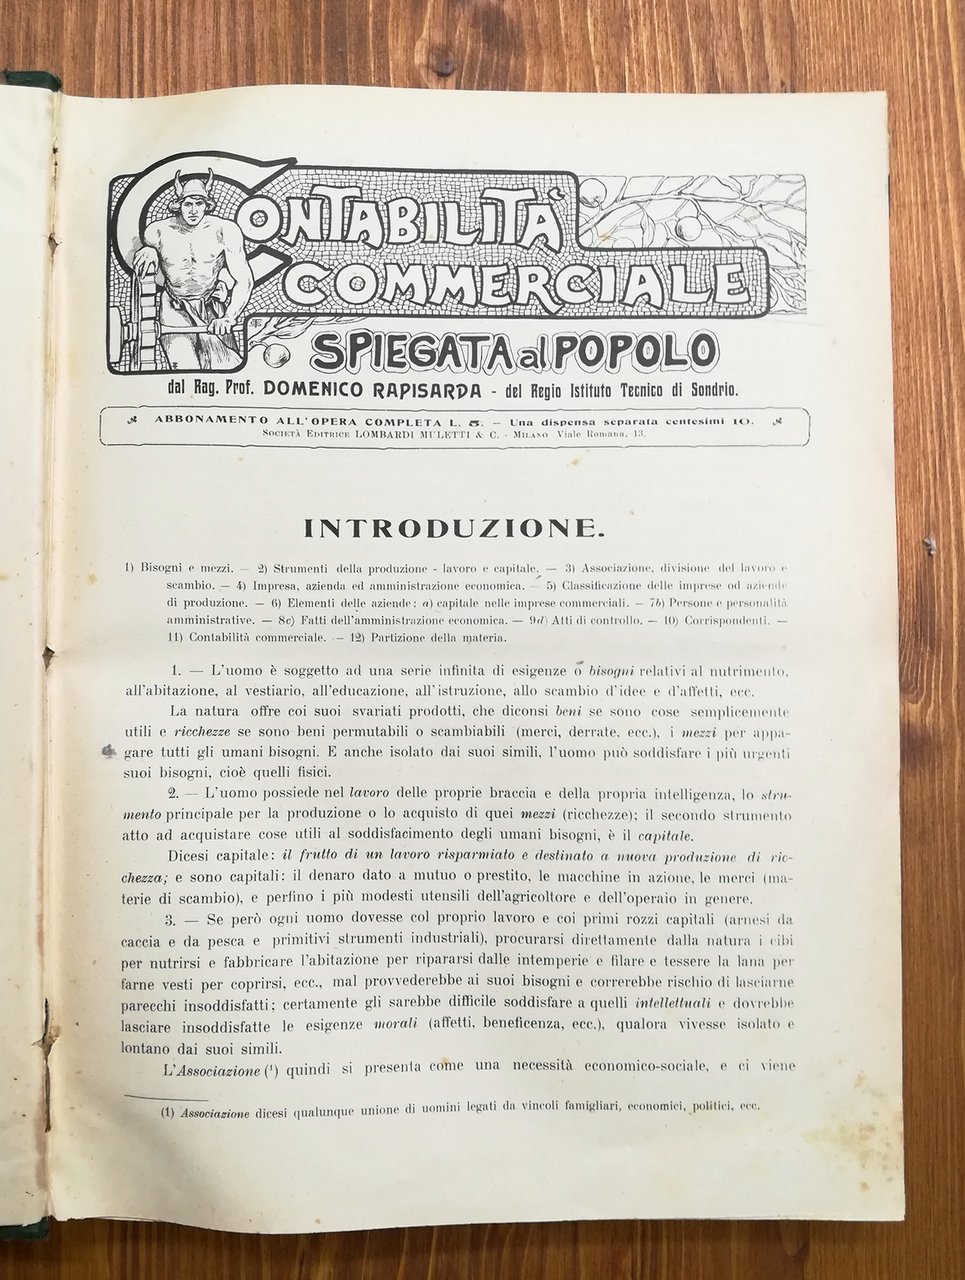 CONTABILITÀ
COMMERCIALE
SPIEGATA al POPOLO
dal Rag. Prof. DOMENICO RAPISARDA - del Regio Istituto Tecnico di Sondrio.
ABBONAMENTO ALL'OPERA COMPLETA L. 5. — Una dispensa separata centesimi 10.
SOCIETÀ EDITRICE LOMBARDI MULETTI & C. - MILANO Viale Romana, 13.
INTRODUZIONE.
1) Bisogni e mezzi. — 2) Strumenti della produzione - lavoro e capitale. — 3) Associazione, divisione del lavoro e
scambio. — 4) Impresa, azienda ed amministrazione economica. — 5) Classificazione delle imprese od aziende
di produzione. — 6) Elementi delle aziende: a) capitale nelle imprese commerciali. — 7b) Persone e personalità
amministrative. — 8c) Fatti dell'amministrazione economica. — 9d) Atti di controllo. — 10) Corrispondenti. —
11) Contabilità commerciale. — 12) Partizione della materia.
1. — L'uomo è soggetto ad una serie infinita di esigenze o bisogni relativi al nutrimento,
all'abitazione, al vestiario, all'educazione, all'istruzione, allo scambio d'idee e d'affetti, ecc.
La natura offre coi suoi svariati prodotti, che diconsi beni se sono cose semplicemente
utili e ricchezze se sono beni permutabili o scambiabili (merci, derrate, ecc.), i mezzi per appa-
gare tutti gli umani bisogni. E anche isolato dai suoi simili, l'uomo può soddisfare i più urgenti
suoi bisogni, cioè quelli fisici.
2. — L'uomo possiede nel lavoro delle proprie braccia e della propria intelligenza, lo stru-
mento principale per la produzione o lo acquisto di quei mezzi (ricchezze); il secondo strumento
atto ad acquistare cose utili al soddisfacimento degli umani bisogni, è il capitale.
Dicesi capitale: il frutto di un lavoro risparmiato e destinato a nuova produzione di ric-
chezza; e sono capitali: il denaro dato a mutuo o prestito, le macchine in azione, le merci (ma-
terie di scambio), e perfino i più modesti utensili dell'agricoltore e dell'operaio in genere.
3. — Se però ogni uomo dovesse col proprio lavoro e coi primi rozzi capitali (arnesi da
caccia e da pesca e primitivi strumenti industriali), procurarsi direttamente dalla natura i cibi
per nutrirsi e fabbricare l'abitazione per ripararsi dalle intemperie e filare e tessere la lana per
farne vesti per coprirsi, ecc., mal provvederebbe ai suoi bisogni e correrebbe rischio di lasciarne
parecchi insoddisfatti; certamente gli sarebbe difficile soddisfare a quelli intellettuali e dovrebbe
lasciare insoddisfatte le esigenze morali (affetti, beneficenza, ecc.), qualora vivesse isolato e
lontano dai suoi simili.
L'Associazione (¹) quindi si presenta come una necessità economico-sociale, e ci viene
(1) Associazione dicesi qualunque unione di uomini legati da vincoli famigliari, economici, politici, ecc.